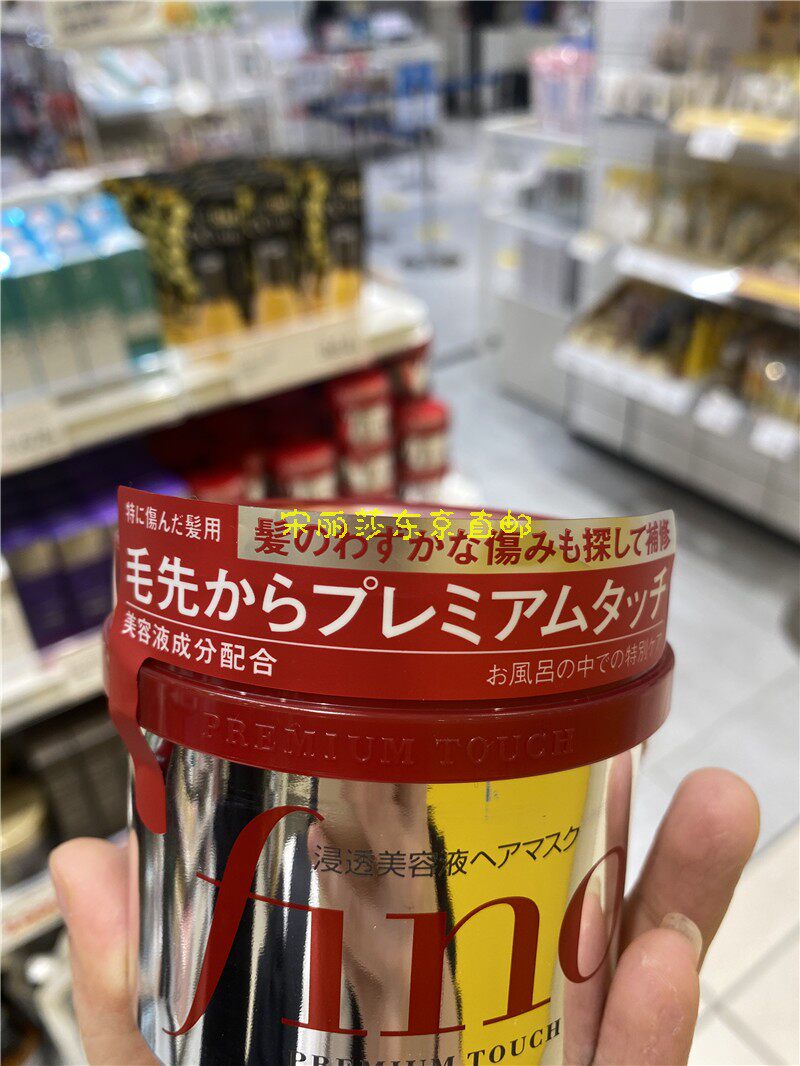 特に傷んだ髪用
髪のわずかな傷みも探して補修
宋丽莎东京直邮
毛先からプレミアムタッチ
美容液成分配合
お風呂の中での特別ケア
PREMIUM TOUCH
浸透美容液ヘアマスク
fino
PREMIUM TOUCH